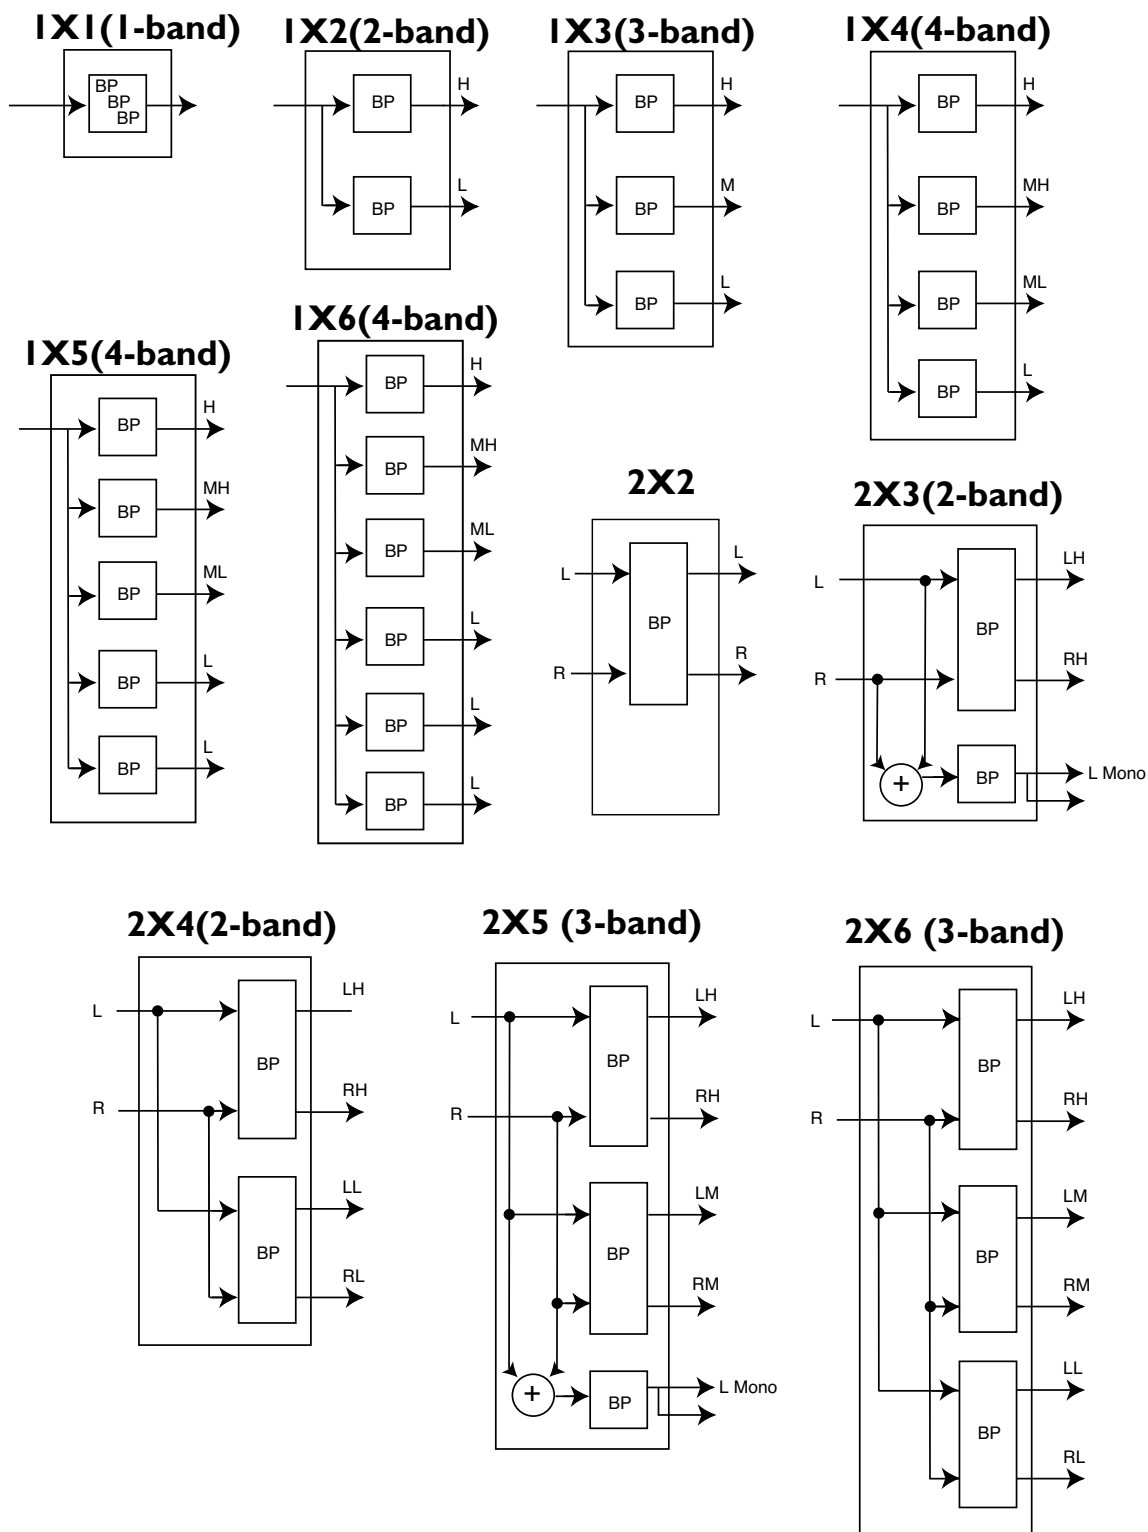 1X1(1-band)
BP
BP
BP
1X2(2-band)
BP
H
BP
L
1X3(3-band)
BP
H
BP
M
BP
L
1X4(4-band)
BP
H
BP
MH
BP
ML
BP
L
1X5(4-band)
BP
H
BP
MH
BP
ML
BP
L
BP
L
1X6(4-band)
BP
H
BP
MH
BP
ML
BP
L
BP
L
BP
L
2X2
L
R
BP
L
R
2X3(2-band)
L
R
BP
LH
RH
+
BP
L Mono
2X4(2-band)
L
R
BP
LH
RH
BP
LL
RL
2X5 (3-band)
L
R
BP
LH
RH
BP
LM
RM
+
BP
L Mono
2X6 (3-band)
L
R
BP
LH
RH
BP
LM
RM
BP
LL
RL